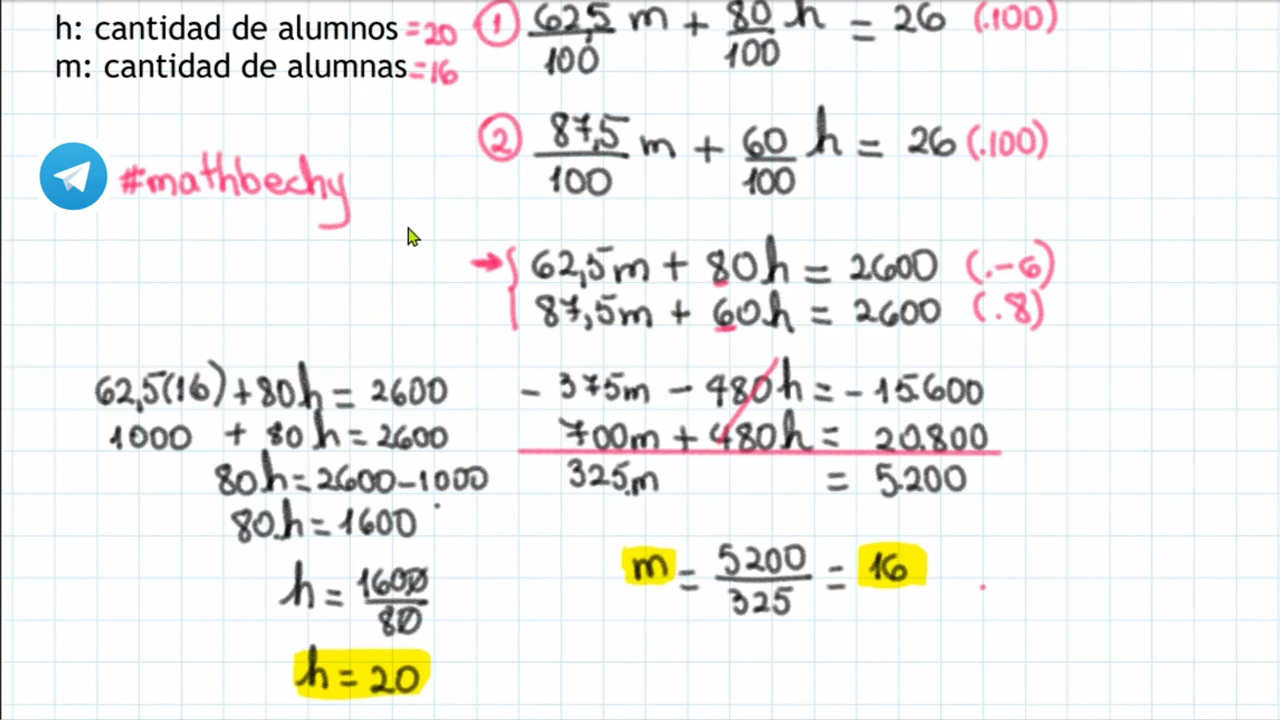 h: cantidad de alumnos =20
m: cantidad de alumnas =16
#mathbechy
① 62,5/100 m + 80/100 h = 26 (.100)
② 87,5/100 m + 60/100 h = 26 (.100)
→ { 62,5m + 80h = 2600 (.-6)
87,5m + 60h = 2600 (.8)
- 375m - 480h = - 15.600
700m + 480h = 20.800
325m = 5.200
m = 5200/325 = 16
62,5(16) + 80h = 2600
1000 + 80h = 2600
80h = 2600 - 1000
80h = 1600
h = 1600/80
h = 20